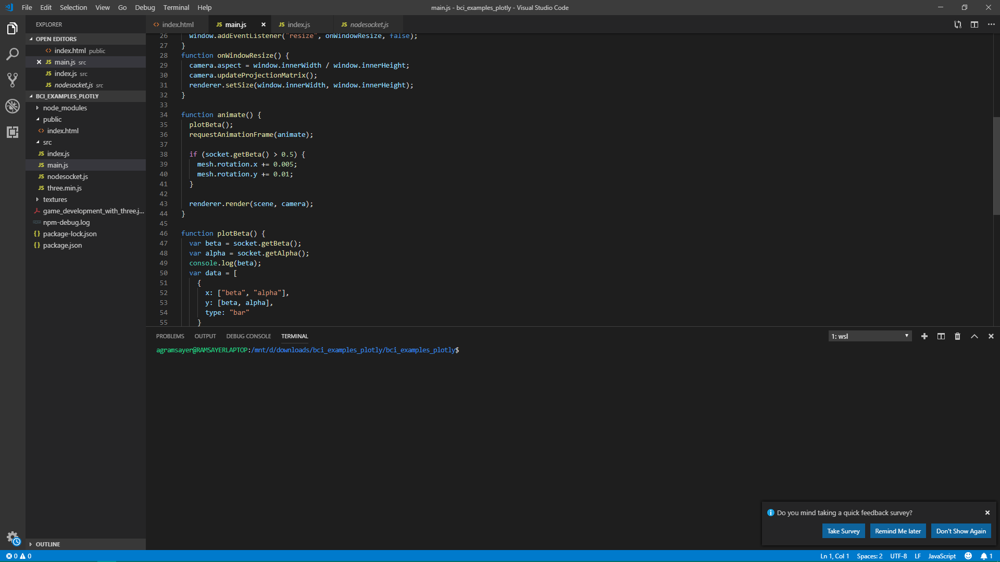 File Edit Selection View Go Debug Terminal Help
main.js - bci_examples_plotly - Visual Studio Code
EXPLORER
OPEN EDITORS
index.html public
main.js src
index.js src
nodesocket.js src
BCI_EXAMPLES_PLOTLY
node_modules
public
index.html
src
JS index.js
JS main.js
JS nodesocket.js
JS three.min.js
textures
game_development_with_three.j...
npm-debug.log
{} package-lock.json
{} package.json
OUTLINE
<> index.html JS main.js JS index.js JS nodesocket.js
26 window.addEventListener("resize", onWindowResize, false);
27 }
28 function onWindowResize() {
29 camera.aspect = window.innerWidth / window.innerHeight;
30 camera.updateProjectionMatrix();
31 renderer.setSize(window.innerWidth, window.innerHeight);
32 }
33
34 function animate() {
35 plotBeta();
36 requestAnimationFrame(animate);
37
38 if (socket.getBeta() > 0.5) {
39 mesh.rotation.x += 0.005;
40 mesh.rotation.y += 0.01;
41 }
42
43 renderer.render(scene, camera);
44 }
45
46 function plotBeta() {
47 var beta = socket.getBeta();
48 var alpha = socket.getAlpha();
49 console.log(beta);
50 var data = [
51 {
52 x: ["beta", "alpha"],
53 y: [beta, alpha],
54 type: "bar"
55 }
PROBLEMS OUTPUT DEBUG CONSOLE TERMINAL
1: wsl
agramsayer@RAMSAYERLAPTOP:/mnt/d/downloads/bci_examples_plotly/bci_examples_plotly$
Do you mind taking a quick feedback survey?
Take Survey Remind Me later Don't Show Again
0 0
Ln 1, Col 1 Spaces: 2 UTF-8 LF JavaScript 1